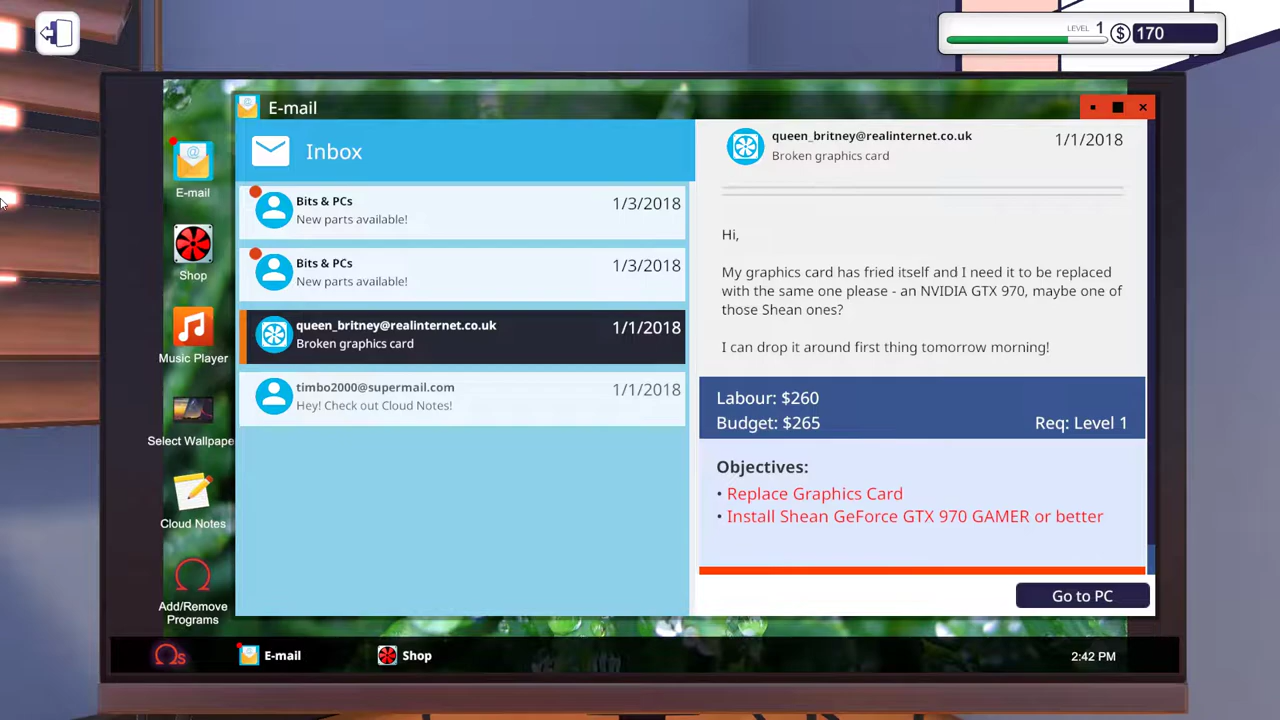 LEVEL 1
$ 170
E-mail
Inbox
Bits & PCs
1/3/2018
New parts available!
Bits & PCs
1/3/2018
New parts available!
queen_britney@realinternet.co.uk
1/1/2018
Broken graphics card
timbo2000@supermail.com
1/1/2018
Hey! Check out Cloud Notes!
queen_britney@realinternet.co.uk
1/1/2018
Broken graphics card
Hi,
My graphics card has fried itself and I need it to be replaced
with the same one please - an NVIDIA GTX 970, maybe one of
those Shean ones?
I can drop it around first thing tomorrow morning!
Labour: $260
Budget: $265
Req: Level 1
Objectives:
• Replace Graphics Card
• Install Shean GeForce GTX 970 GAMER or better
Go to PC
E-mail
Shop
Music Player
Select Wallpape
Cloud Notes
Add/Remove
Programs
Ωs
E-mail
Shop
2:42 PM